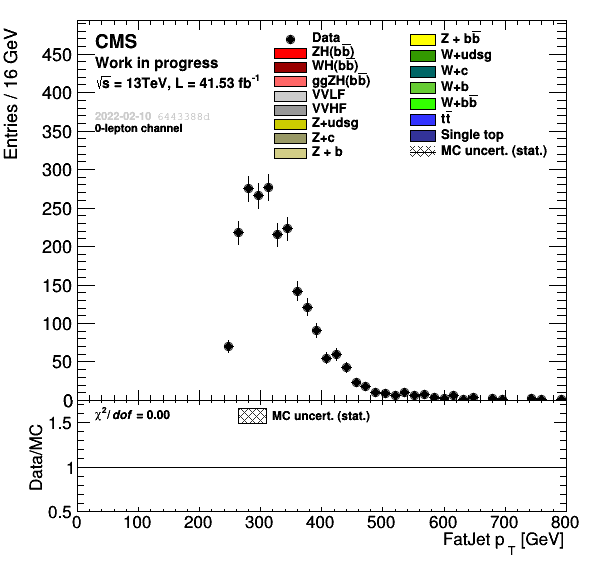 CMS
Work in progress
√s = 13TeV, L = 41.53 fb⁻¹
2022-02-10 6443388d
0-lepton channel
Data
ZH(bb̅)
WH(bb̅)
ggZH(bb̅)
VVLF
VVHF
Z+udsg
Z+c
Z + b
Z + bb̅
W+udsg
W+c
W+b
W+bb̅
tt̅
Single top
MC uncert. (stat.)
Entries / 16 GeV
450
400
350
300
250
200
150
100
50
0
χ²/dof = 0.00
MC uncert. (stat.)
Data/MC
1.5
1
0.5
0 100 200 300 400 500 600 700 800
FatJet p_T [GeV]